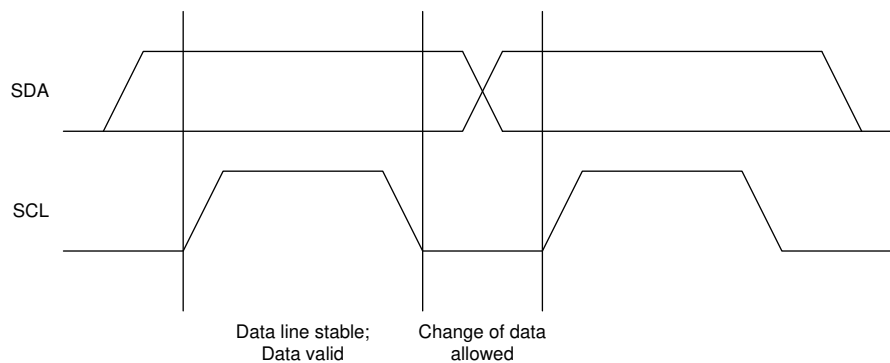 SDA
SCL
Data line stable;
Data valid
Change of data
allowed